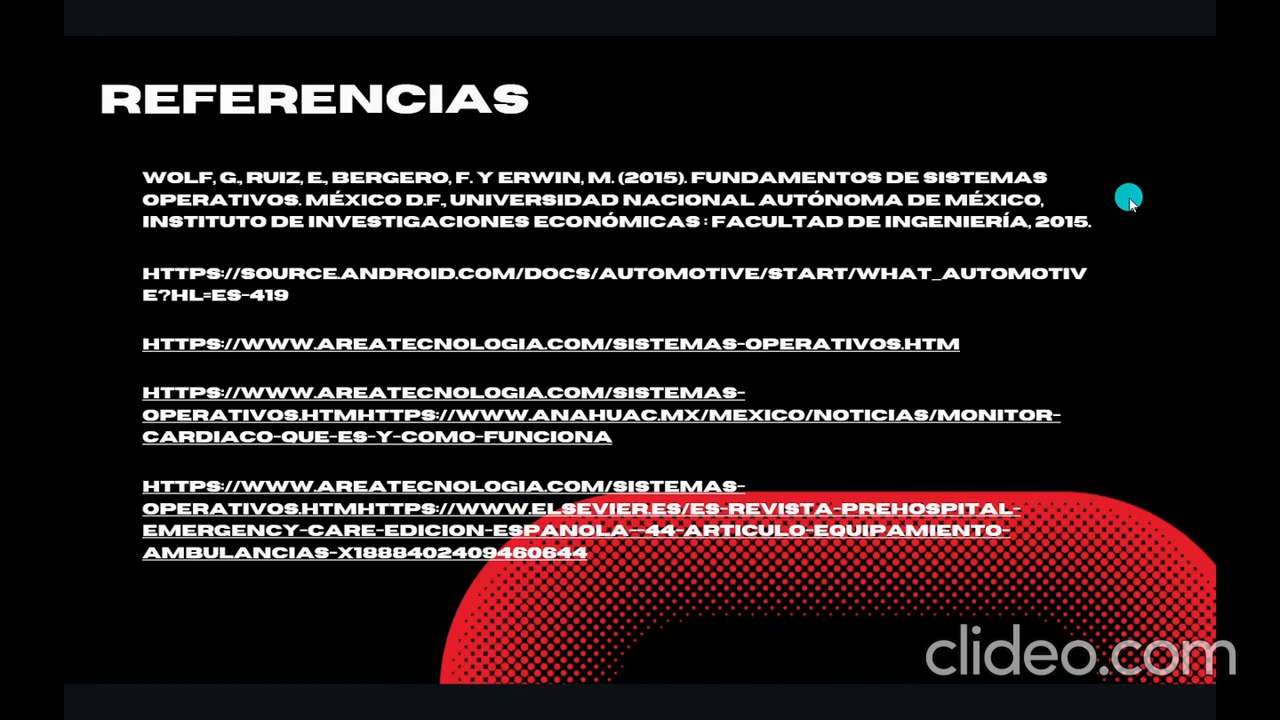 REFERENCIAS
WOLF, G., RUIZ, E., BERGERO, F. Y ERWIN, M. (2015). FUNDAMENTOS DE SISTEMAS
OPERATIVOS. MÉXICO D.F., UNIVERSIDAD NACIONAL AUTÓNOMA DE MÉXICO,
INSTITUTO DE INVESTIGACIONES ECONÓMICAS : FACULTAD DE INGENIERÍA, 2015.
HTTPS://SOURCE.ANDROID.COM/DOCS/AUTOMOTIVE/START/WHAT_AUTOMOTIV
E?HL=ES-419
HTTPS://WWW.AREATECNOLOGIA.COM/SISTEMAS-OPERATIVOS.HTM
HTTPS://WWW.AREATECNOLOGIA.COM/SISTEMAS-
OPERATIVOS.HTMHTTPS://WWW.ANAHUAC.MX/MEXICO/NOTICIAS/MONITOR-
CARDIACO-QUE-ES-Y-COMO-FUNCIONA
HTTPS://WWW.AREATECNOLOGIA.COM/SISTEMAS-
OPERATIVOS.HTMHTTPS://WWW.ELSEVIER.ES/ES-REVISTA-PREHOSPITAL-
EMERGENCY-CARE-EDICION-ESPANOLA--44-ARTICULO-EQUIPAMIENTO-
AMBULANCIAS-X1888402409460644
clideo.com